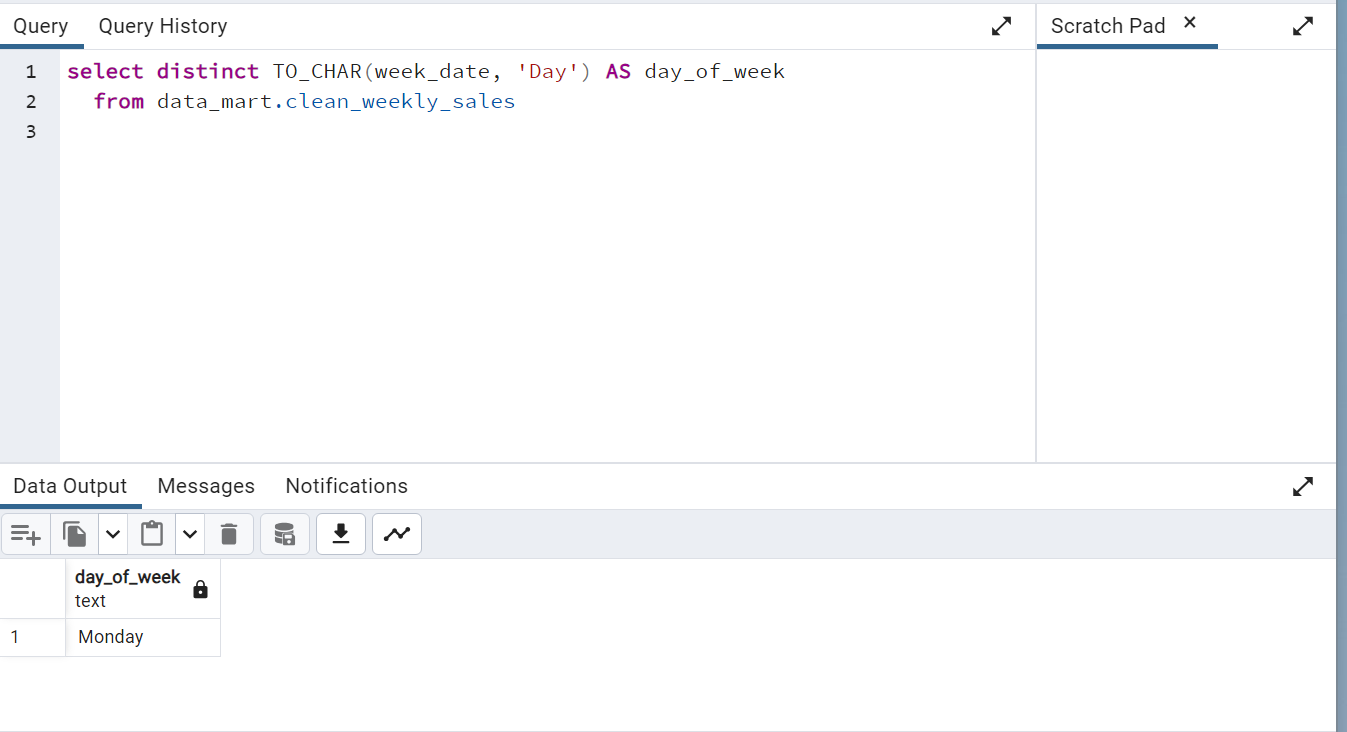 Query Query History Scratch Pad ×
1 select distinct TO_CHAR(week_date, 'Day') AS day_of_week
2 from data_mart.clean_weekly_sales
3
Data Output Messages Notifications
day_of_week
text
1 Monday